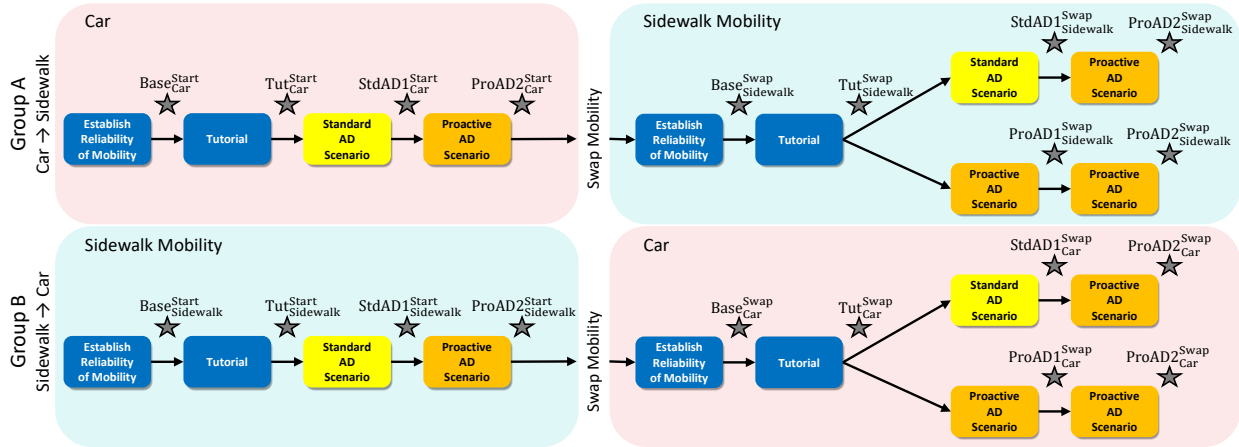 Group A
Car → Sidewalk
Car
Base^Start_Car
Tut^Start_Car
StdAD1^Start_Car
ProAD2^Start_Car
Establish
Reliability
of Mobility
Tutorial
Standard
AD
Scenario
Proactive
AD
Scenario
Swap Mobility
Sidewalk Mobility
Base^Swap_Sidewalk
Tut^Swap_Sidewalk
StdAD1^Swap_Sidewalk
ProAD2^Swap_Sidewalk
Establish
Reliability
of Mobility
Tutorial
Standard
AD
Scenario
Proactive
AD
Scenario
ProAD1^Swap_Sidewalk
ProAD2^Swap_Sidewalk
Proactive
AD
Scenario
Proactive
AD
Scenario
Group B
Sidewalk → Car
Sidewalk Mobility
Base^Start_Sidewalk
Tut^Start_Sidewalk
StdAD1^Start_Sidewalk
ProAD2^Start_Sidewalk
Establish
Reliability
of Mobility
Tutorial
Standard
AD
Scenario
Proactive
AD
Scenario
Swap Mobility
Car
Base^Swap_Car
Tut^Swap_Car
StdAD1^Swap_Car
ProAD2^Swap_Car
Establish
Reliability
of Mobility
Tutorial
Standard
AD
Scenario
Proactive
AD
Scenario
ProAD1^Swap_Car
ProAD2^Swap_Car
Proactive
AD
Scenario
Proactive
AD
Scenario